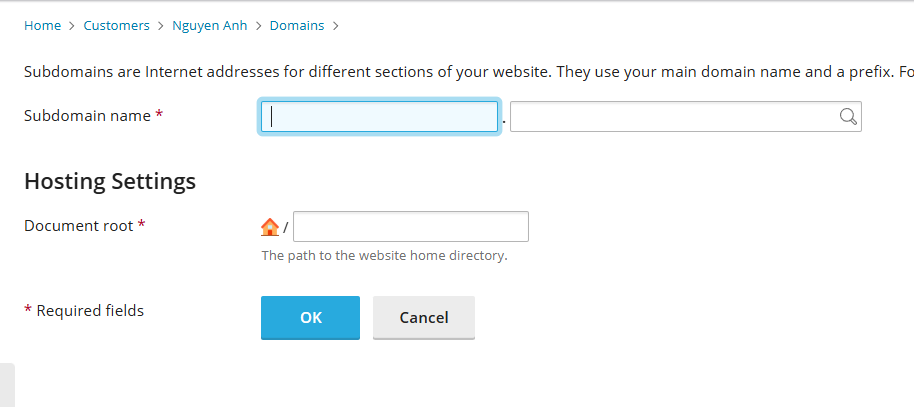 Home > Customers > Nguyen Anh > Domains >
Subdomains are Internet addresses for different sections of your website. They use your main domain name and a prefix. Fo
Subdomain name * .
Hosting Settings
Document root * /
The path to the website home directory.
* Required fields OK Cancel